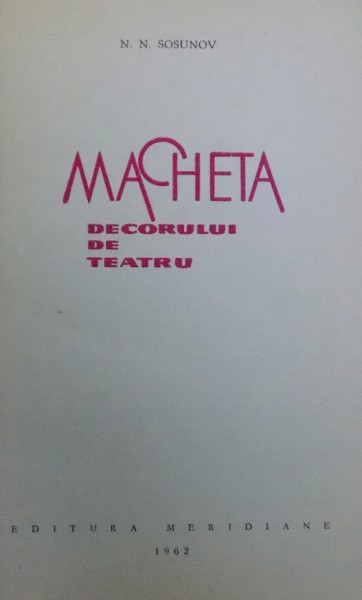 N. N. SOSUNOV
MACHETA
DECORULUI
DE
TEATRU
EDITURA MERIDIANE
1962